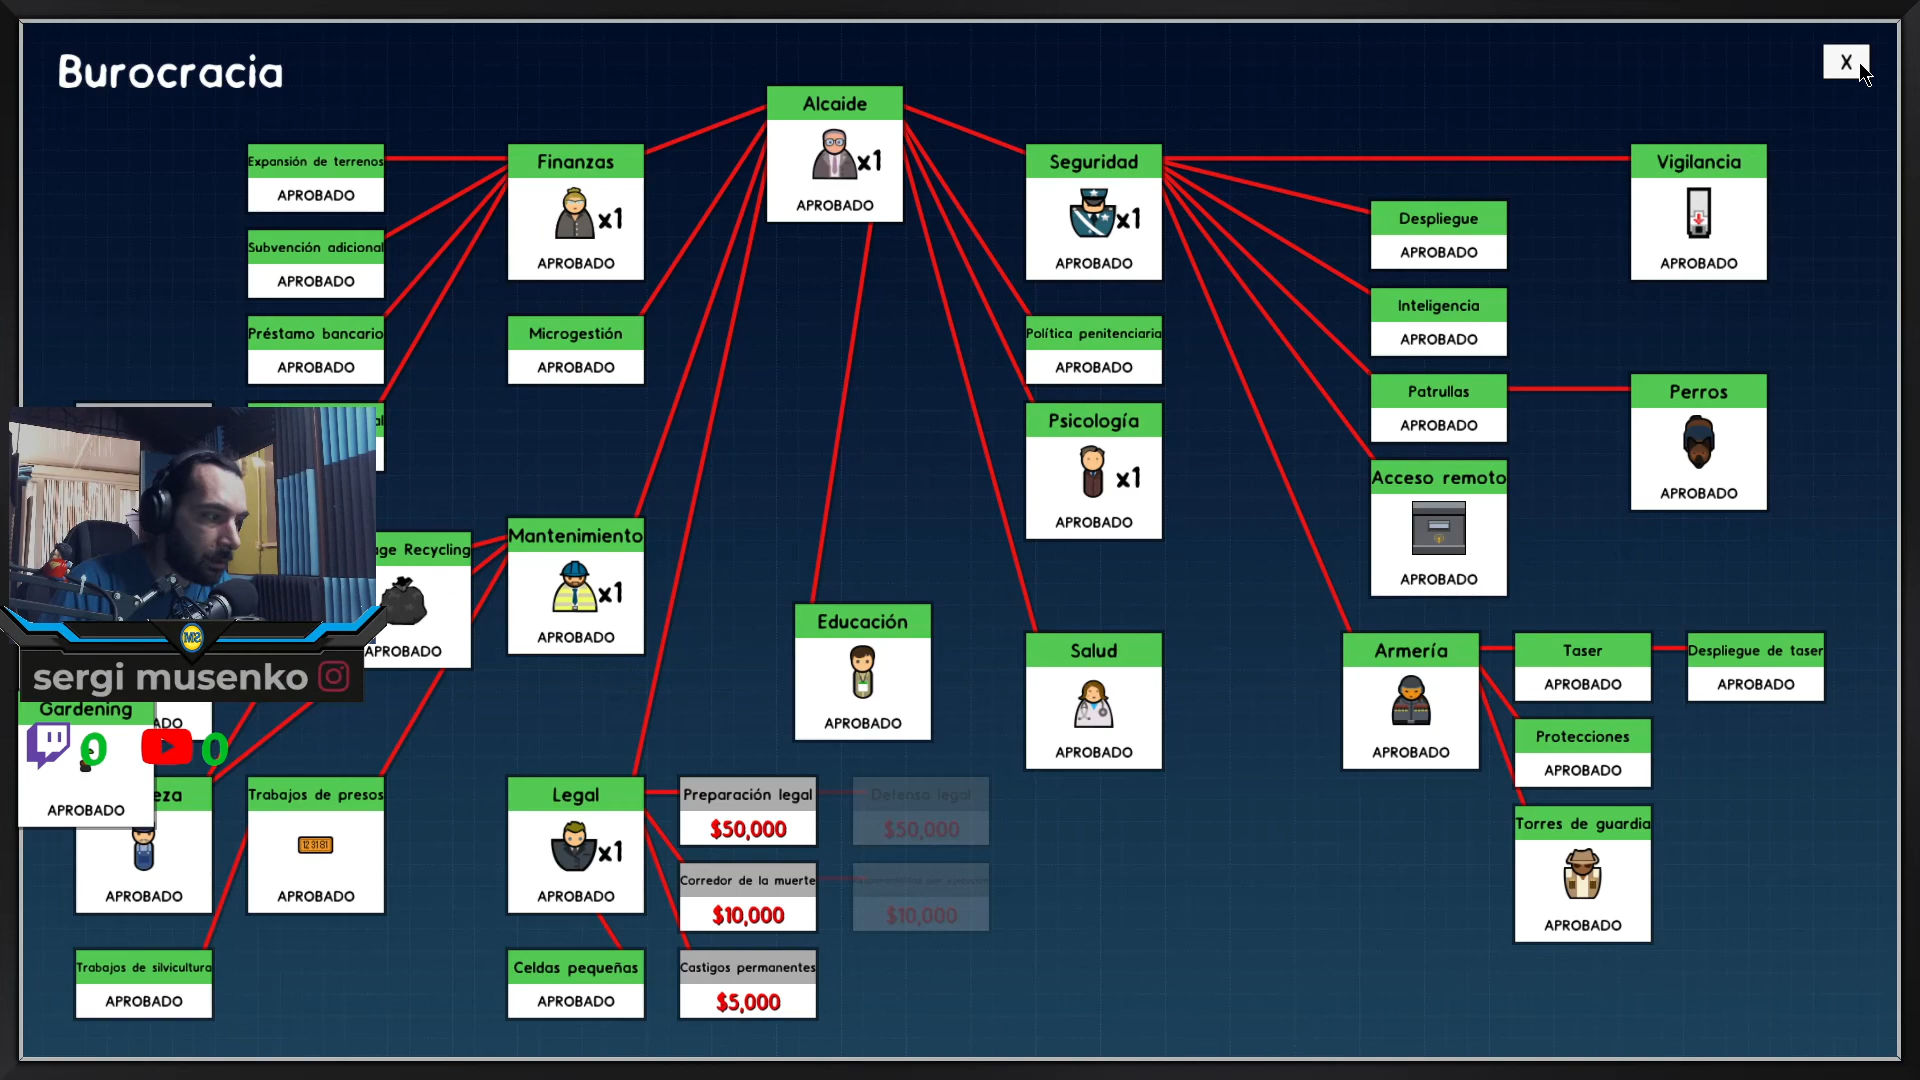 Burocracia
X
Alcaide
x1
APROBADO
Expansión de terrenos
APROBADO
Finanzas
x1
APROBADO
Seguridad
x1
APROBADO
Vigilancia
APROBADO
Subvención adicional
APROBADO
Despliegue
APROBADO
Préstamo bancario
APROBADO
Microgestión
APROBADO
Política penitenciaria
APROBADO
Inteligencia
APROBADO
Patrullas
APROBADO
Perros
APROBADO
Psicología
x1
APROBADO
Acceso remoto
APROBADO
age Recycling
APROBADO
Mantenimiento
x1
APROBADO
Educación
APROBADO
Salud
APROBADO
Armería
APROBADO
Taser
APROBADO
Despliegue de taser
APROBADO
sergi musenko
Gardening
ADO
0
0
APROBADO
Protecciones
APROBADO
eza
APROBADO
Trabajos de presos
123181
APROBADO
Legal
x1
APROBADO
Preparación legal
$50,000
Defensa legal
$50,000
Corredor de la muerte
$10,000
$10,000
Torres de guardia
APROBADO
Trabajos de silvicultura
APROBADO
Celdas pequeñas
APROBADO
Castigos permanentes
$5,000